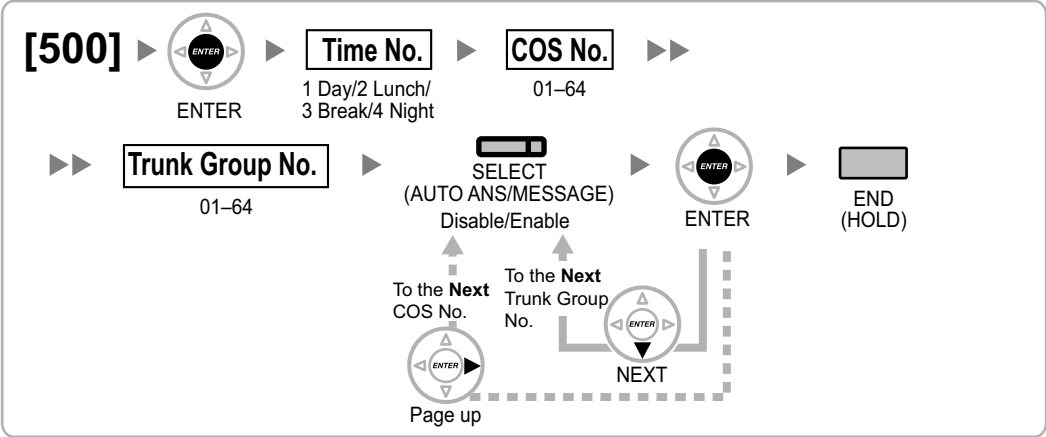 [500]
ENTER
ENTER
Time No.
1 Day/2 Lunch/
3 Break/4 Night
COS No.
01–64
Trunk Group No.
01–64
SELECT
(AUTO ANS/MESSAGE)
Disable/Enable
ENTER
ENTER
END
(HOLD)
To the Next
COS No.
To the Next
Trunk Group
No.
ENTER
NEXT
ENTER
Page up